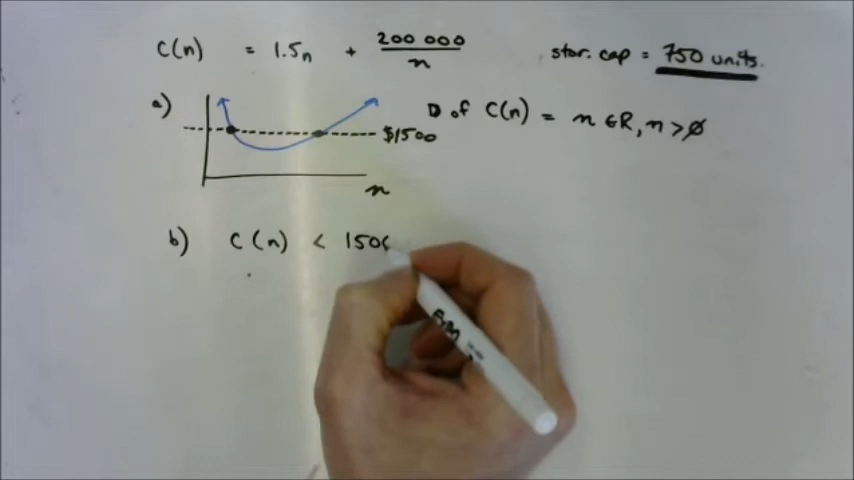 C(n) = 1.5n + 200 000 / n
stor. cap = 750 units.
a)
D of C(n) = n ∈ R, n > 0
$1500
n
b) C(n) < 150